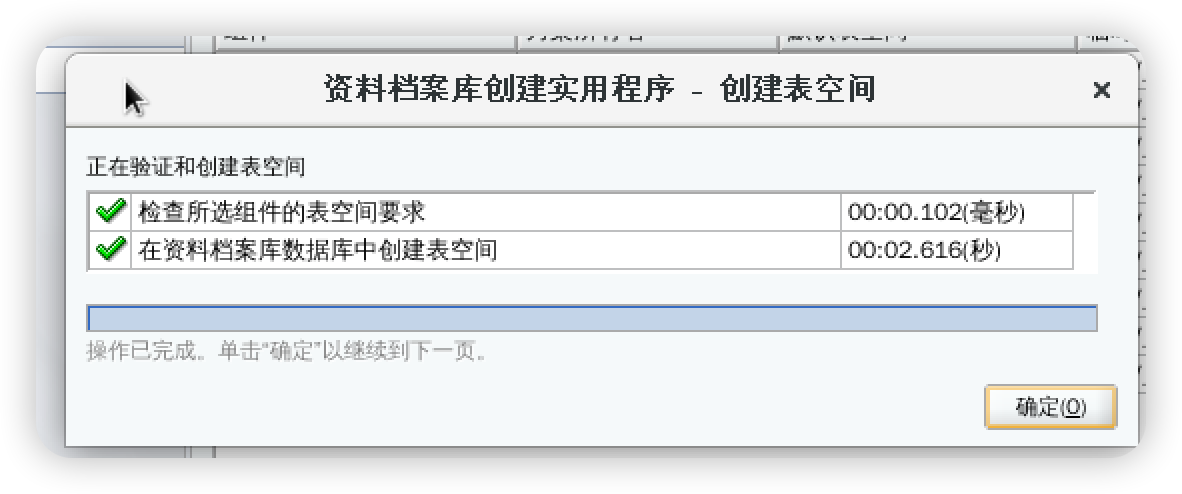 资料档案库创建实用程序 - 创建表空间
正在验证和创建表空间
检查所选组件的表空间要求 00:00.102(毫秒)
在资料档案库数据库中创建表空间 00:02.616(秒)
操作已完成。单击“确定”以继续到下一页。
确定(O)